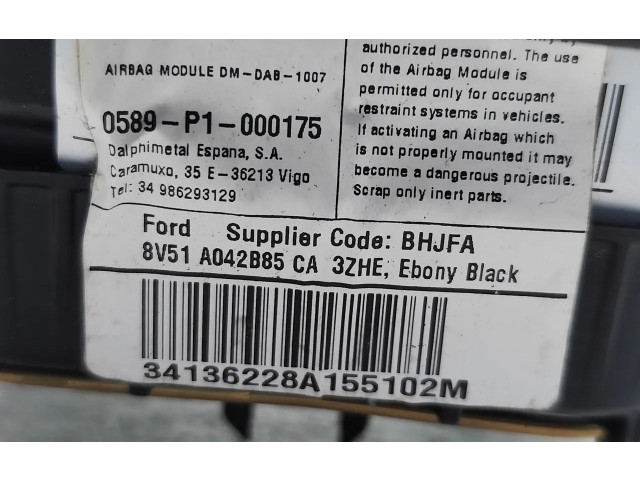 AIRBAG MODULE DM-DAB-1007
0589-P1-000175
Dalphimetal Espana, S.A.
Caramuxo, 35 E-36213 Vigo
Tel: 34 986293129
authorized personnel. The use
of the Airbag Module is
permitted only for occupant
restraint systems in vehicles.
If activating an Airbag which
is not properly mounted it may
become a dangerous projectile.
Scrap only inert parts.
Ford Supplier Code: BHJFA
8V51 A042B85 CA 3ZHE, Ebony Black
34136228A155102M